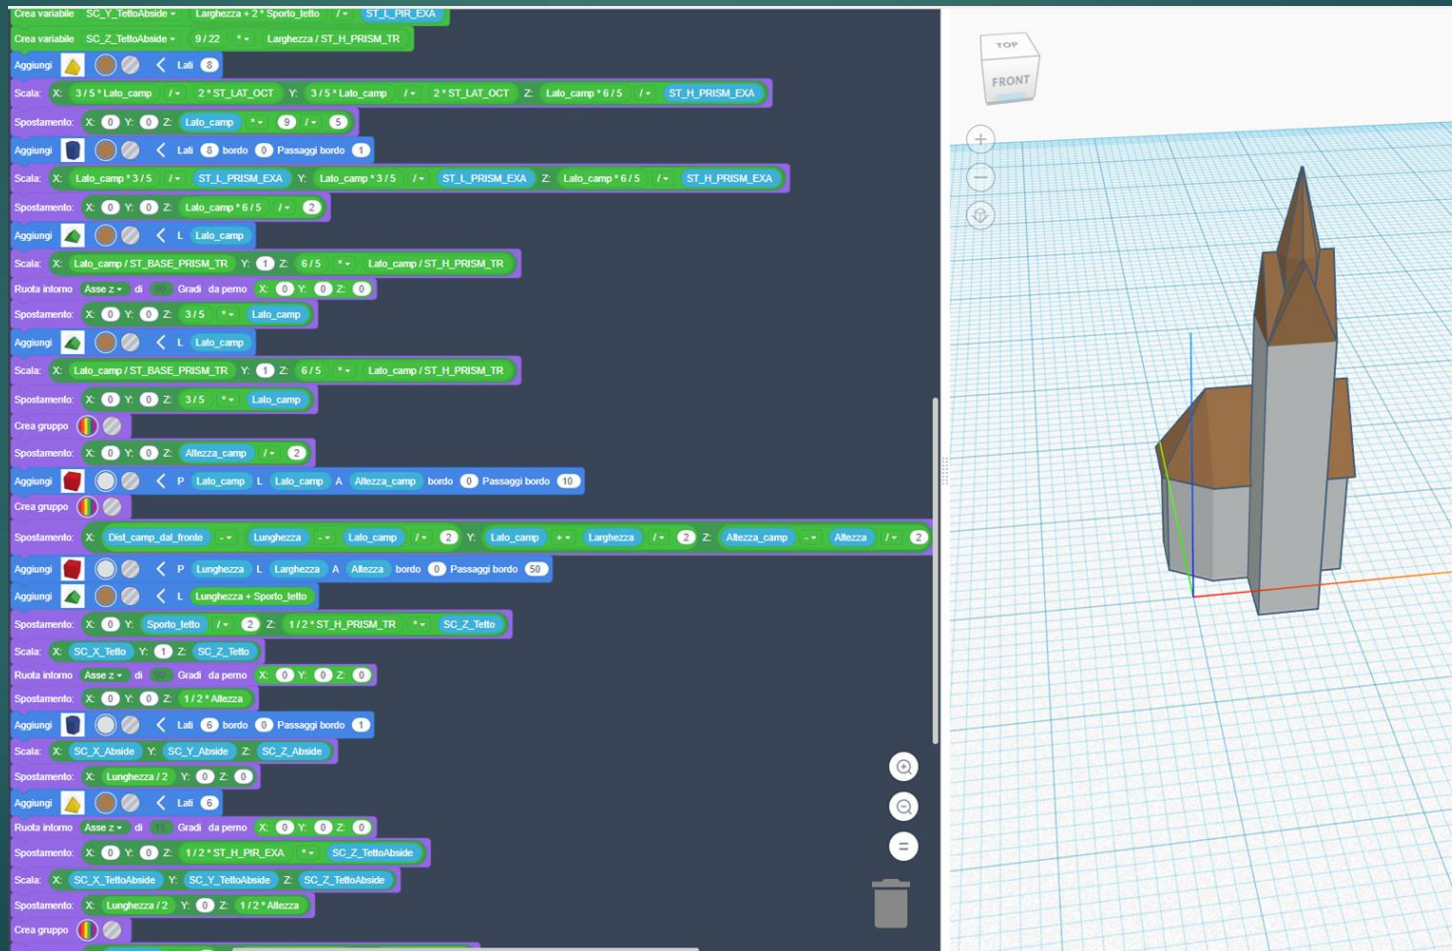 Crea variabile SC_Y_TettoAbside Larghezza + 2 * Sporto_tetto / ST_L_PIR_EXA
Crea variabile SC_Z_TettoAbside 9 / 22 * Larghezza / ST_H_PRISM_TR
Aggiungi Lati 8
Scala: X: 3 / 5 * Lato_camp / 2 * ST_LAT_OCT Y: 3 / 5 * Lato_camp / 2 * ST_LAT_OCT Z: Lato_camp * 6 / 5 / ST_H_PRISM_EXA
Spostamento: X: 0 Y: 0 Z: Lato_camp * 9 / 5
Aggiungi Lati 8 bordo 0 Passaggi bordo 1
Scala: X: Lato_camp * 3 / 5 / ST_L_PRISM_EXA Y: Lato_camp * 3 / 5 / ST_L_PRISM_EXA Z: Lato_camp * 6 / 5 / ST_H_PRISM_EXA
Spostamento: X: 0 Y: 0 Z: Lato_camp * 6 / 5 / 2
Aggiungi L Lato_camp
Scala: X: Lato_camp / ST_BASE_PRISM_TR Y: 1 Z: 6 / 5 * Lato_camp / ST_H_PRISM_TR
Ruota intorno Asse z di 90 Gradi da perno X: 0 Y: 0 Z: 0
Spostamento: X: 0 Y: 0 Z: 3 / 5 * Lato_camp
Aggiungi L Lato_camp
Scala: X: Lato_camp / ST_BASE_PRISM_TR Y: 1 Z: 6 / 5 * Lato_camp / ST_H_PRISM_TR
Spostamento: X: 0 Y: 0 Z: 3 / 5 * Lato_camp
Crea gruppo
Spostamento: X: 0 Y: 0 Z: Altezza_camp / 2
Aggiungi P Lato_camp L Lato_camp A Altezza_camp bordo 0 Passaggi bordo 10
Crea gruppo
Spostamento: X: Dist_camp_dal_fronte - Lunghezza - Lato_camp / 2 Y: Lato_camp + Larghezza / 2 Z: Altezza_camp - Altezza / 2
Aggiungi P Lunghezza L Larghezza A Altezza bordo 0 Passaggi bordo 50
Aggiungi L Lunghezza + Sporto_tetto
Spostamento: X: 0 Y: Sporto_tetto / 2 Z: 1 / 2 * ST_H_PRISM_TR * SC_Z_Tetto
Scala: X: SC_X_Tetto Y: 1 Z: SC_Z_Tetto
Ruota intorno Asse z di 90 Gradi da perno X: 0 Y: 0 Z: 0
Spostamento: X: 0 Y: 0 Z: 1 / 2 * Altezza
Aggiungi Lati 6 bordo 0 Passaggi bordo 1
Scala: X: SC_X_Abside Y: SC_Y_Abside Z: SC_Z_Abside
Spostamento: X: Lunghezza / 2 Y: 0 Z: 0
Aggiungi Lati 6
Ruota intorno Asse z di Gradi da perno X: 0 Y: 0 Z: 0
Spostamento: X: 0 Y: 0 Z: 1 / 2 * ST_H_PIR_EXA * SC_Z_TettoAbside
Scala: X: SC_X_TettoAbside Y: SC_Y_TettoAbside Z: SC_Z_TettoAbside
Spostamento: X: Lunghezza / 2 Y: 0 Z: 1 / 2 * Altezza
Crea gruppo
TOP
FRONT